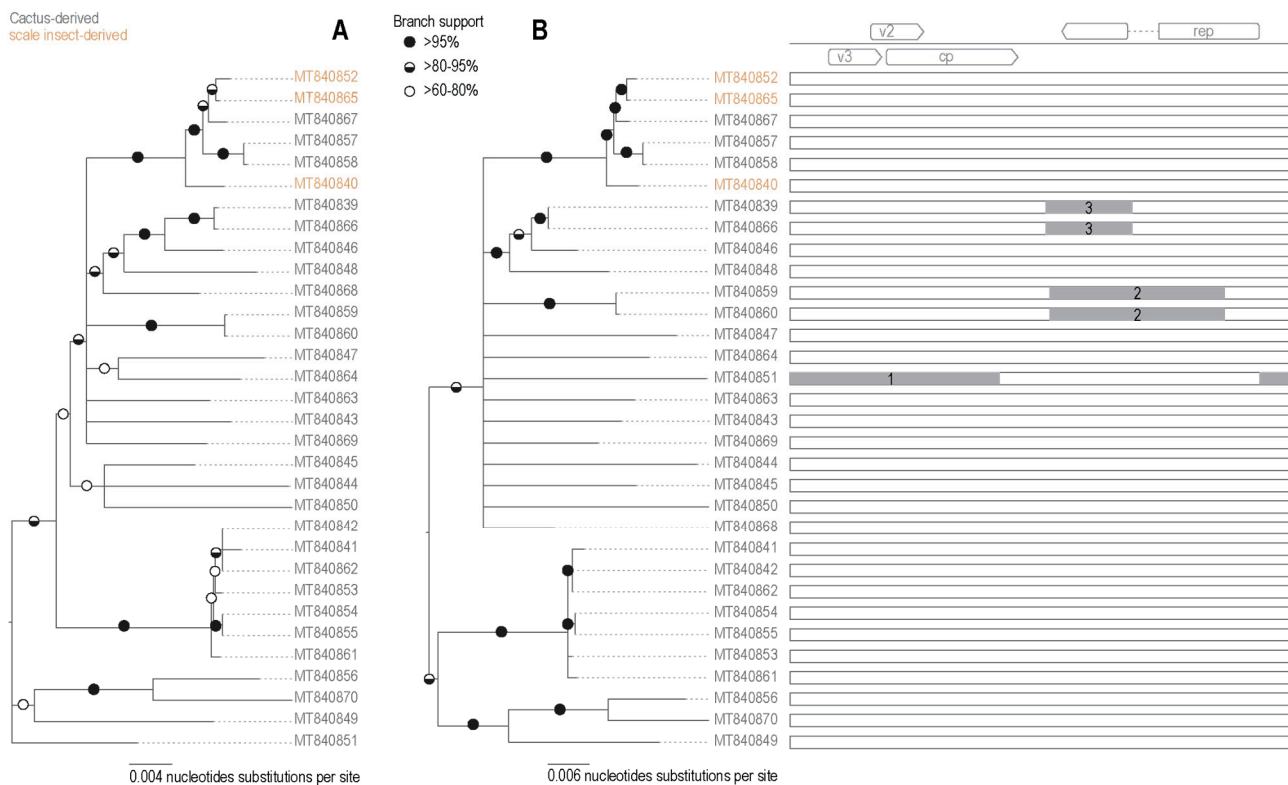 Cactus-derived
scale insect-derived
A
Branch support
>95%
>80-95%
>60-80%
B
v2
rep
v3
cp
MT840852
MT840865
MT840867
MT840857
MT840858
MT840840
MT840839
MT840866
MT840846
MT840848
MT840868
MT840859
MT840860
MT840847
MT840864
MT840863
MT840843
MT840869
MT840845
MT840844
MT840850
MT840842
MT840841
MT840862
MT840853
MT840854
MT840855
MT840861
MT840856
MT840870
MT840849
MT840851
0.004 nucleotides substitutions per site
MT840852
MT840865
MT840867
MT840857
MT840858
MT840840
MT840839 3
MT840866 3
MT840846
MT840848
MT840859 2
MT840860 2
MT840847
MT840864
MT840851 1
MT840863
MT840843
MT840869
MT840844
MT840845
MT840850
MT840868
MT840841
MT840842
MT840862
MT840854
MT840855
MT840853
MT840861
MT840856
MT840870
MT840849
0.006 nucleotides substitutions per site